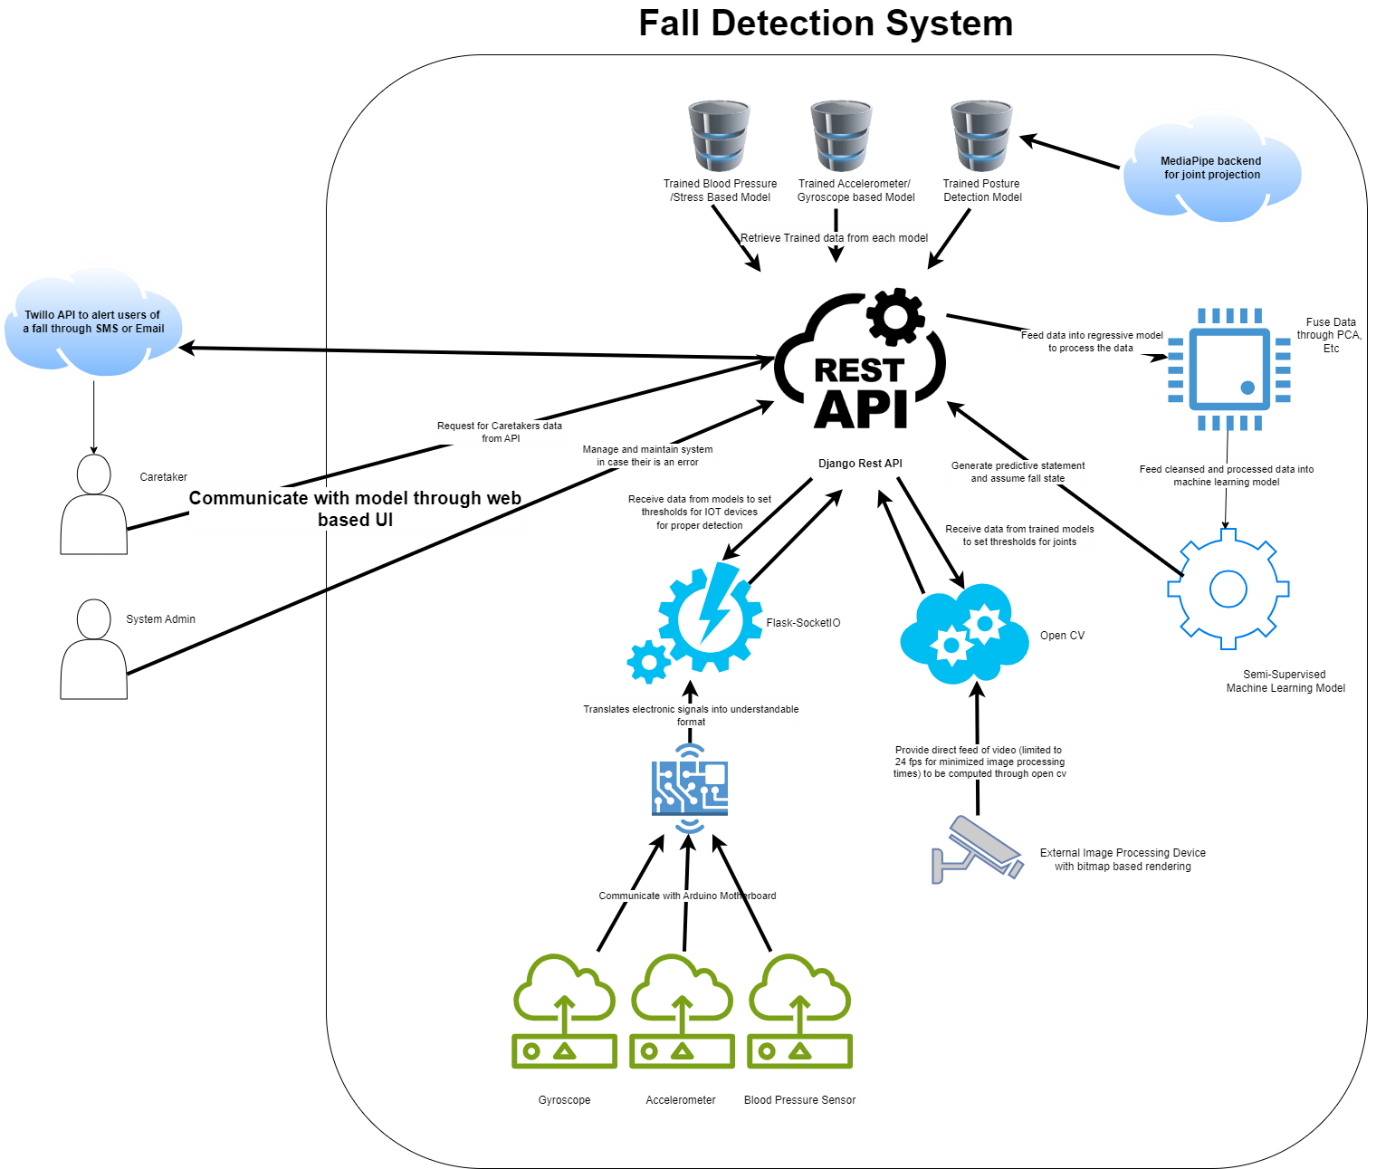 Fall Detection System
Trained Blood Pressure
/Stress Based Model
Trained Accelerometer/
Gyroscope based Model
Trained Posture
Detection Model
MediaPipe backend
for joint projection
Retrieve Trained data from each model
Twillo API to alert users of
a fall through SMS or Email
REST
API
Django Rest API
Feed data into regressive model
to process the data
Fuse Data
through PCA,
Etc
Request for Caretakers data
from API
Manage and maintain system
in case their is an error
Caretaker
Communicate with model through web
based UI
Generate predictive statement
and assume fall state
Feed cleansed and processed data into
machine learning model
Receive data from models to set
thresholds for IOT devices
for proper detection
Receive data from trained models
to set thresholds for joints
System Admin
Flask-SocketIO
Open CV
Semi-Supervised
Machine Learning Model
Translates electronic signals into understandable
format
Provide direct feed of video (limited to
24 fps for minimized image processing
times) to be computed through open cv
External Image Processing Device
with bitmap based rendering
Communicate with Arduino Motherboard
Gyroscope
Accelerometer
Blood Pressure Sensor